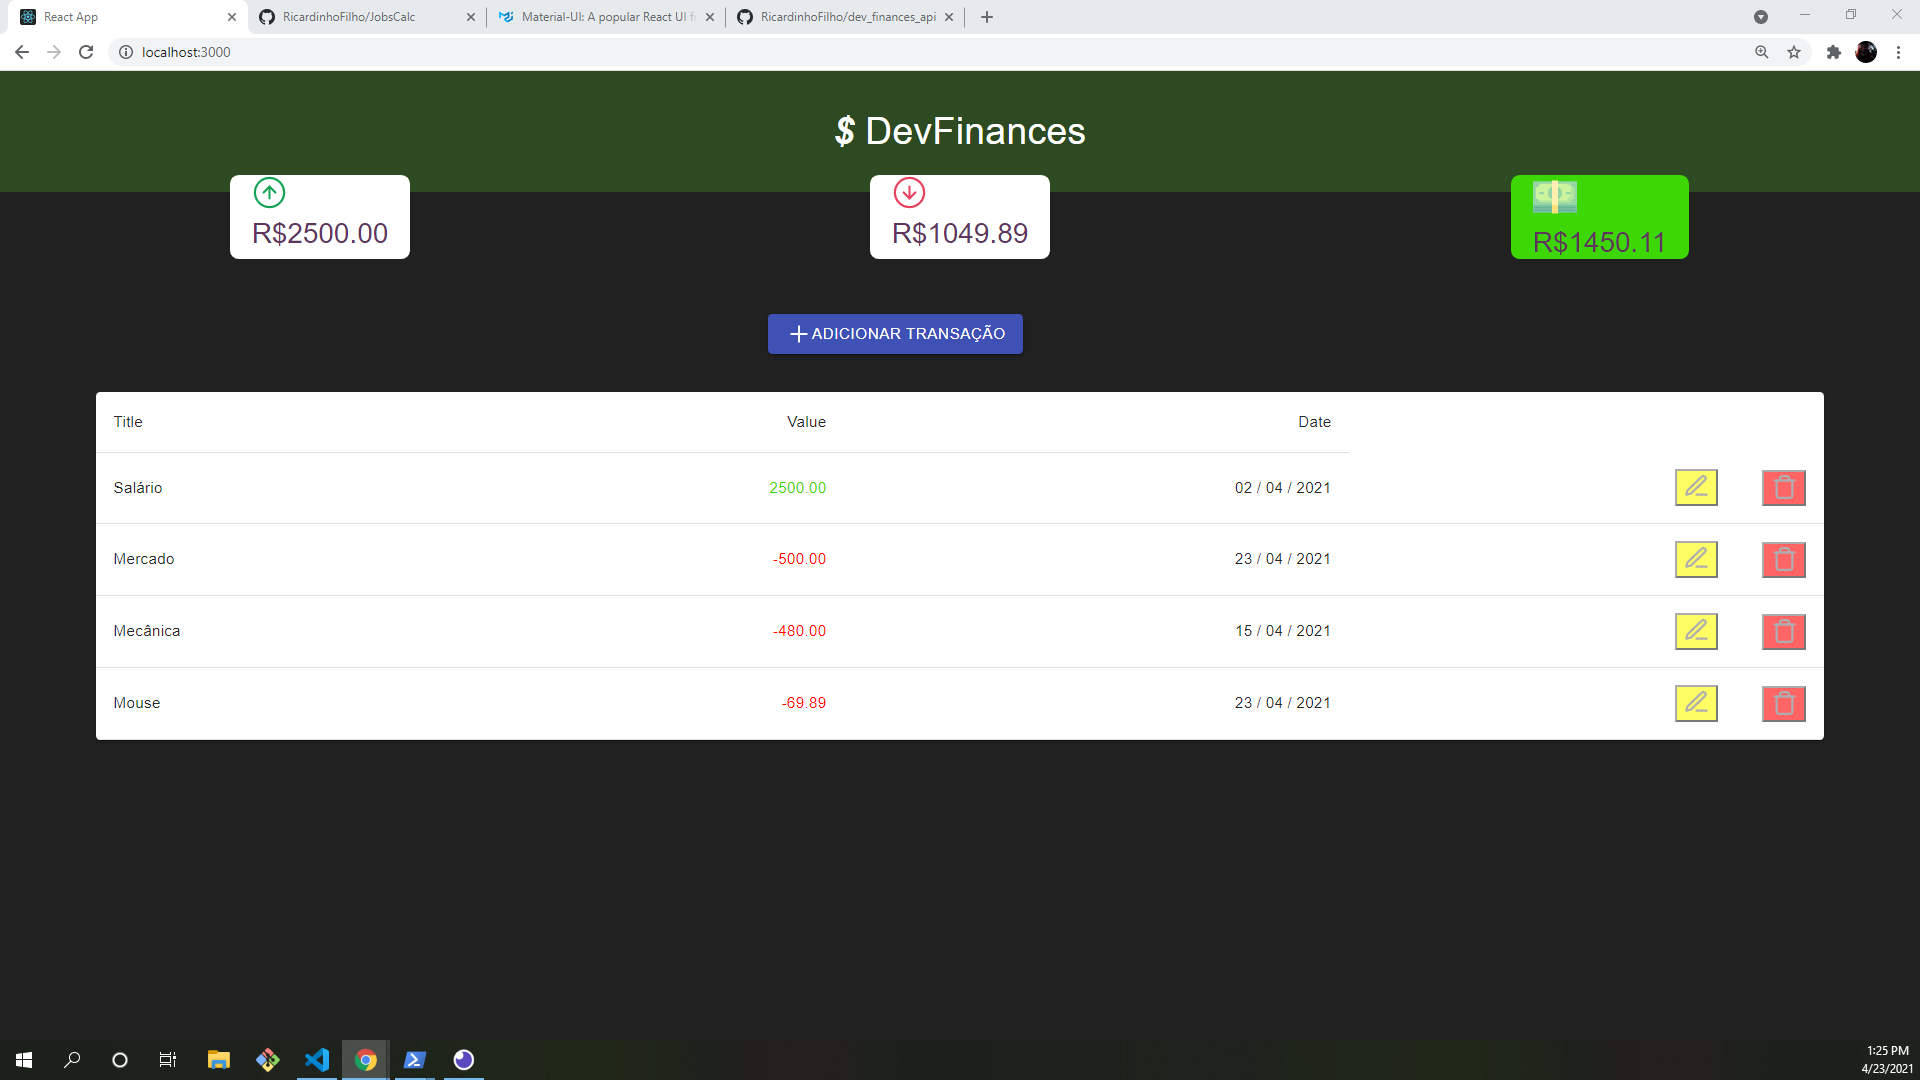 React App
RicardinhoFilho/JobsCalc
Material-UI: A popular React UI f
RicardinhoFilho/dev_finances_api
localhost:3000
$ DevFinances
R$2500.00
R$1049.89
R$1450.11
ADICIONAR TRANSAÇÃO
Title Value Date
Salário 2500.00 02 / 04 / 2021
Mercado -500.00 23 / 04 / 2021
Mecânica -480.00 15 / 04 / 2021
Mouse -69.89 23 / 04 / 2021
1:25 PM
4/23/2021